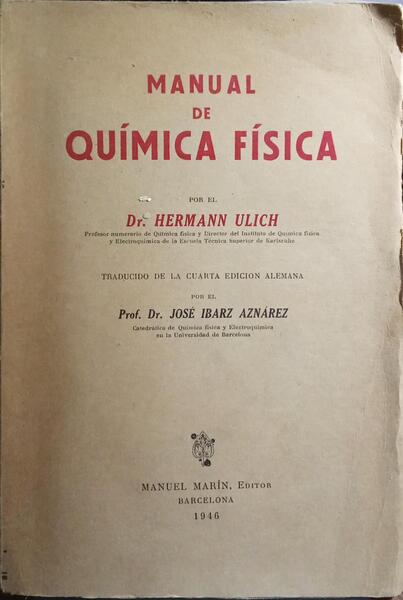 MANUAL
DE
QUÍMICA FÍSICA
POR EL
Dr. HERMANN ULICH
Profesor numerario de Química física y Director del Instituto de Química física
y Electroquímica de la Escuela Técnica Superior de Karlsruhe
TRADUCIDO DE LA CUARTA EDICION ALEMANA
POR EL
Prof. Dr. JOSÉ IBARZ AZNÁREZ
Catedrático de Química física y Electroquímica
en la Universidad de Barcelona
MANUEL MARÍN, Editor
BARCELONA
1946